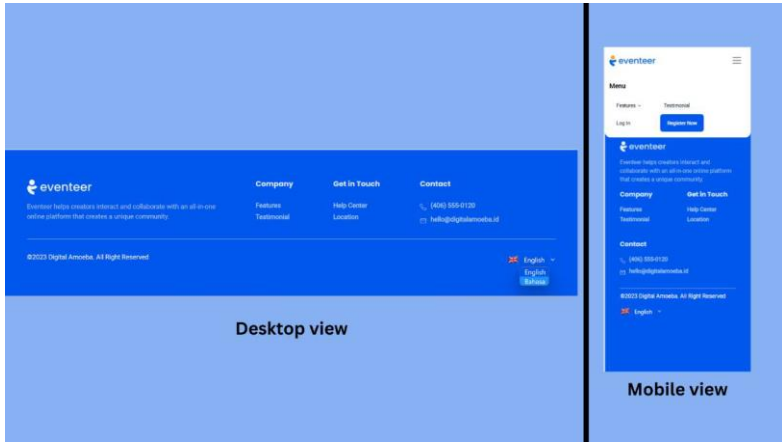 eventeer
Eventeer helps creators interact and collaborate with an all-in-one
online platform that creates a unique community.
Company
Features
Testimonial
Get in Touch
Help Center
Location
Contact
(406) 555-0120
hello@digitalamoeba.id
©2023 Digital Amoeba. All Right Reserved
English
English
Bahasa
Desktop view
eventeer
Menu
Features
Testimonial
Log In
Register Now
eventeer
Eventeer helps creators interact and
collaborate with an all-in-one online platform
that creates a unique community.
Company
Features
Testimonial
Get in Touch
Help Center
Location
Contact
(406) 555-0120
hello@digitalamoeba.id
©2023 Digital Amoeba. All Right Reserved
English
Mobile view